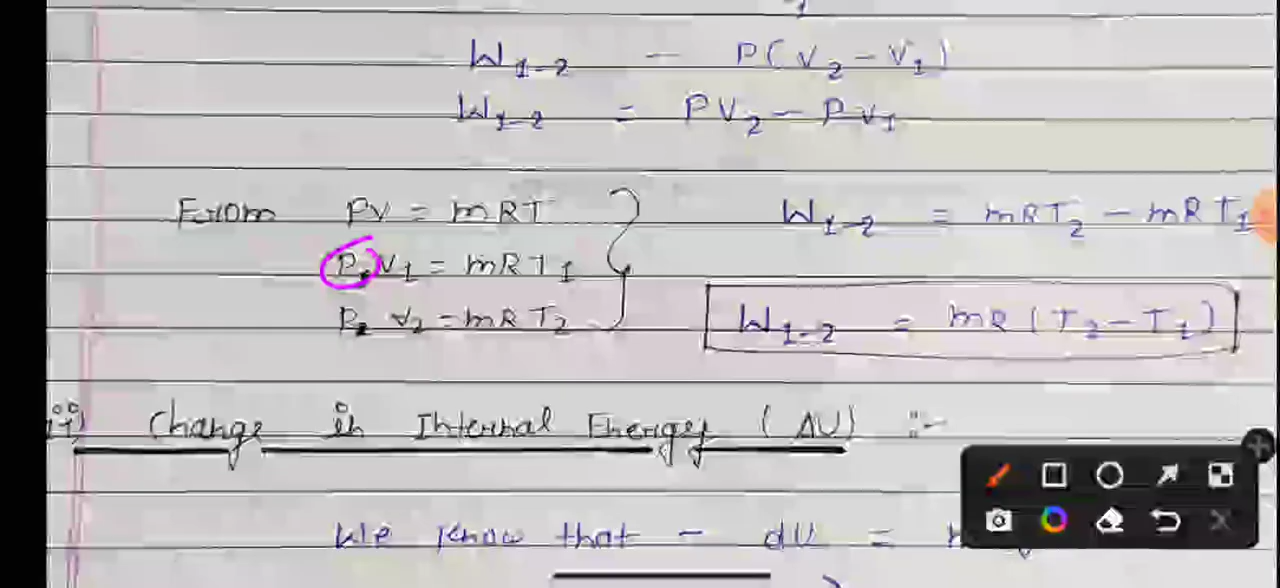 W₁₋₂ = P(V₂ - V₁)
W₁₋₂ = PV₂ - PV₁
From PV = mRT
P₁V₁ = mRT₁
P₂V₂ = mRT₂
W₁₋₂ = mRT₂ - mRT₁
W₁₋₂ = mR(T₂-T₁)
ii) Change in Internal Energy (ΔU) :-
We know that - dU =